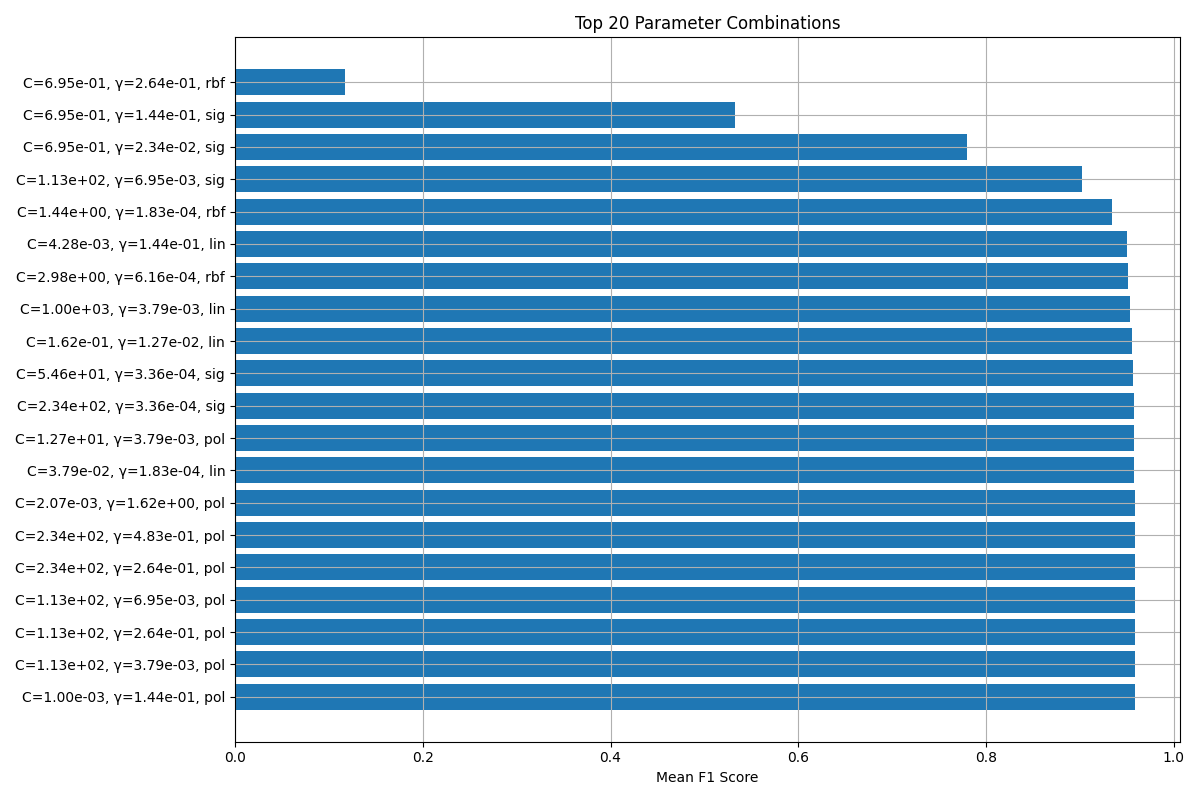 Top 20 Parameter Combinations
C=6.95e-01, γ=2.64e-01, rbf
C=6.95e-01, γ=1.44e-01, sig
C=6.95e-01, γ=2.34e-02, sig
C=1.13e+02, γ=6.95e-03, sig
C=1.44e+00, γ=1.83e-04, rbf
C=4.28e-03, γ=1.44e-01, lin
C=2.98e+00, γ=6.16e-04, rbf
C=1.00e+03, γ=3.79e-03, lin
C=1.62e-01, γ=1.27e-02, lin
C=5.46e+01, γ=3.36e-04, sig
C=2.34e+02, γ=3.36e-04, sig
C=1.27e+01, γ=3.79e-03, pol
C=3.79e-02, γ=1.83e-04, lin
C=2.07e-03, γ=1.62e+00, pol
C=2.34e+02, γ=4.83e-01, pol
C=2.34e+02, γ=2.64e-01, pol
C=1.13e+02, γ=6.95e-03, pol
C=1.13e+02, γ=2.64e-01, pol
C=1.13e+02, γ=3.79e-03, pol
C=1.00e-03, γ=1.44e-01, pol
0.0 0.2 0.4 0.6 0.8 1.0
Mean F1 Score